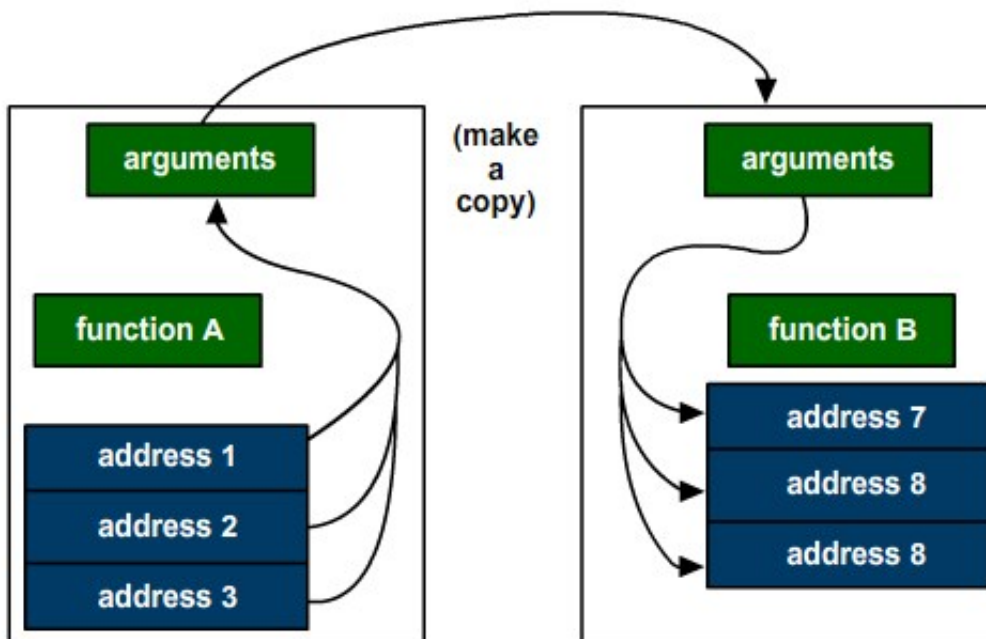 arguments
function A
address 1
address 2
address 3
(make
a
copy)
arguments
function B
address 7
address 8
address 8